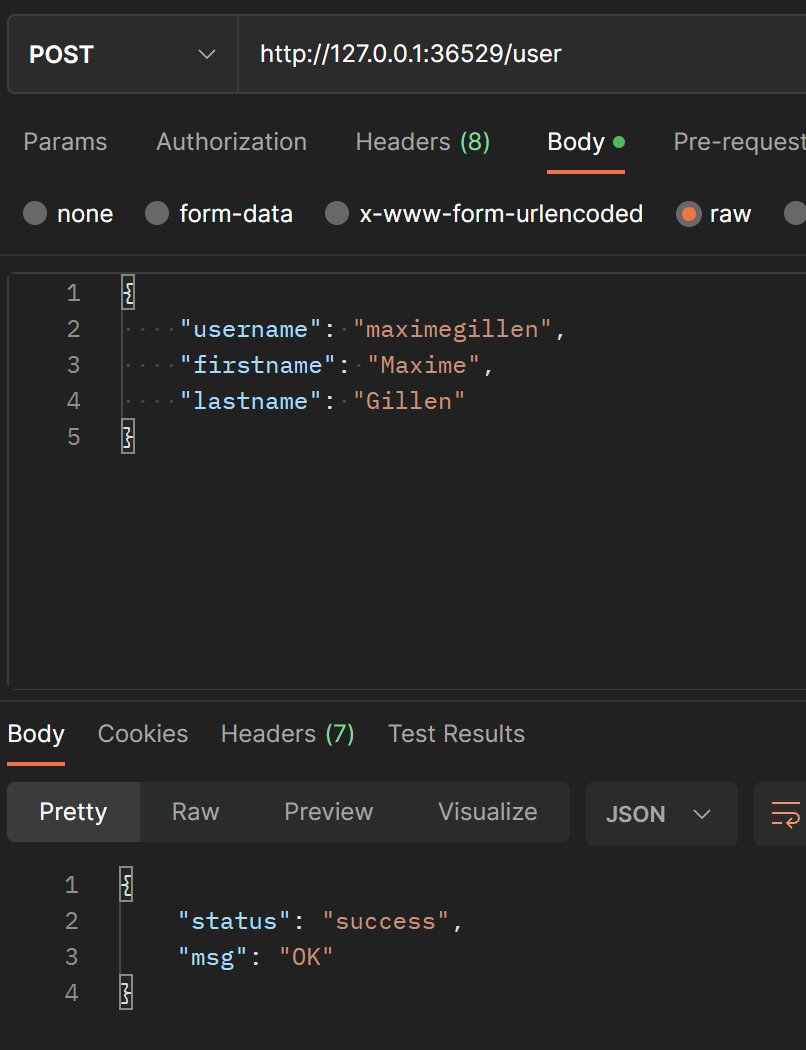 POST http://127.0.0.1:36529/user
Params Authorization Headers (8) Body Pre-request
none form-data x-www-form-urlencoded raw
1 {
2 "username": "maximegillen",
3 "firstname": "Maxime",
4 "lastname": "Gillen"
5 }
Body Cookies Headers (7) Test Results
Pretty Raw Preview Visualize JSON
1 {
2 "status": "success",
3 "msg": "OK"
4 }